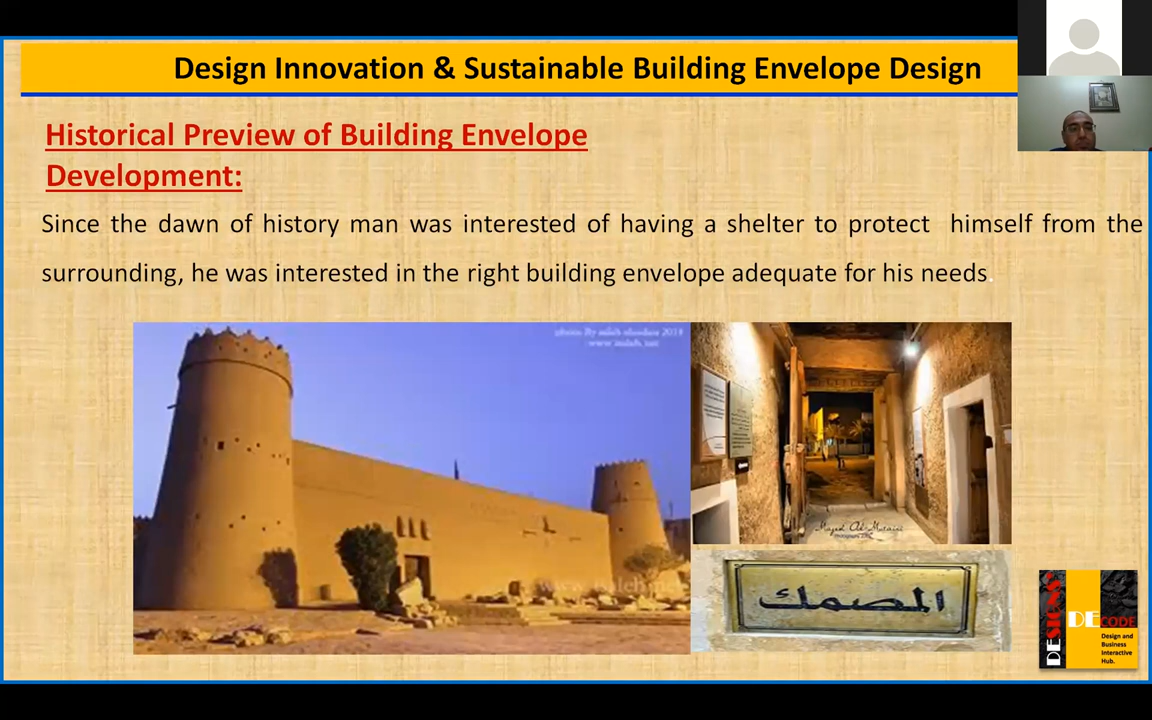 Design Innovation & Sustainable Building Envelope Design
Historical Preview of Building Envelope
Development:
Since the dawn of history man was interested of having a shelter to protect himself from the
surrounding, he was interested in the right building envelope adequate for his needs.
المصمك
DESIGNS
DECODE
Design and
Business
Interactive
Hub.